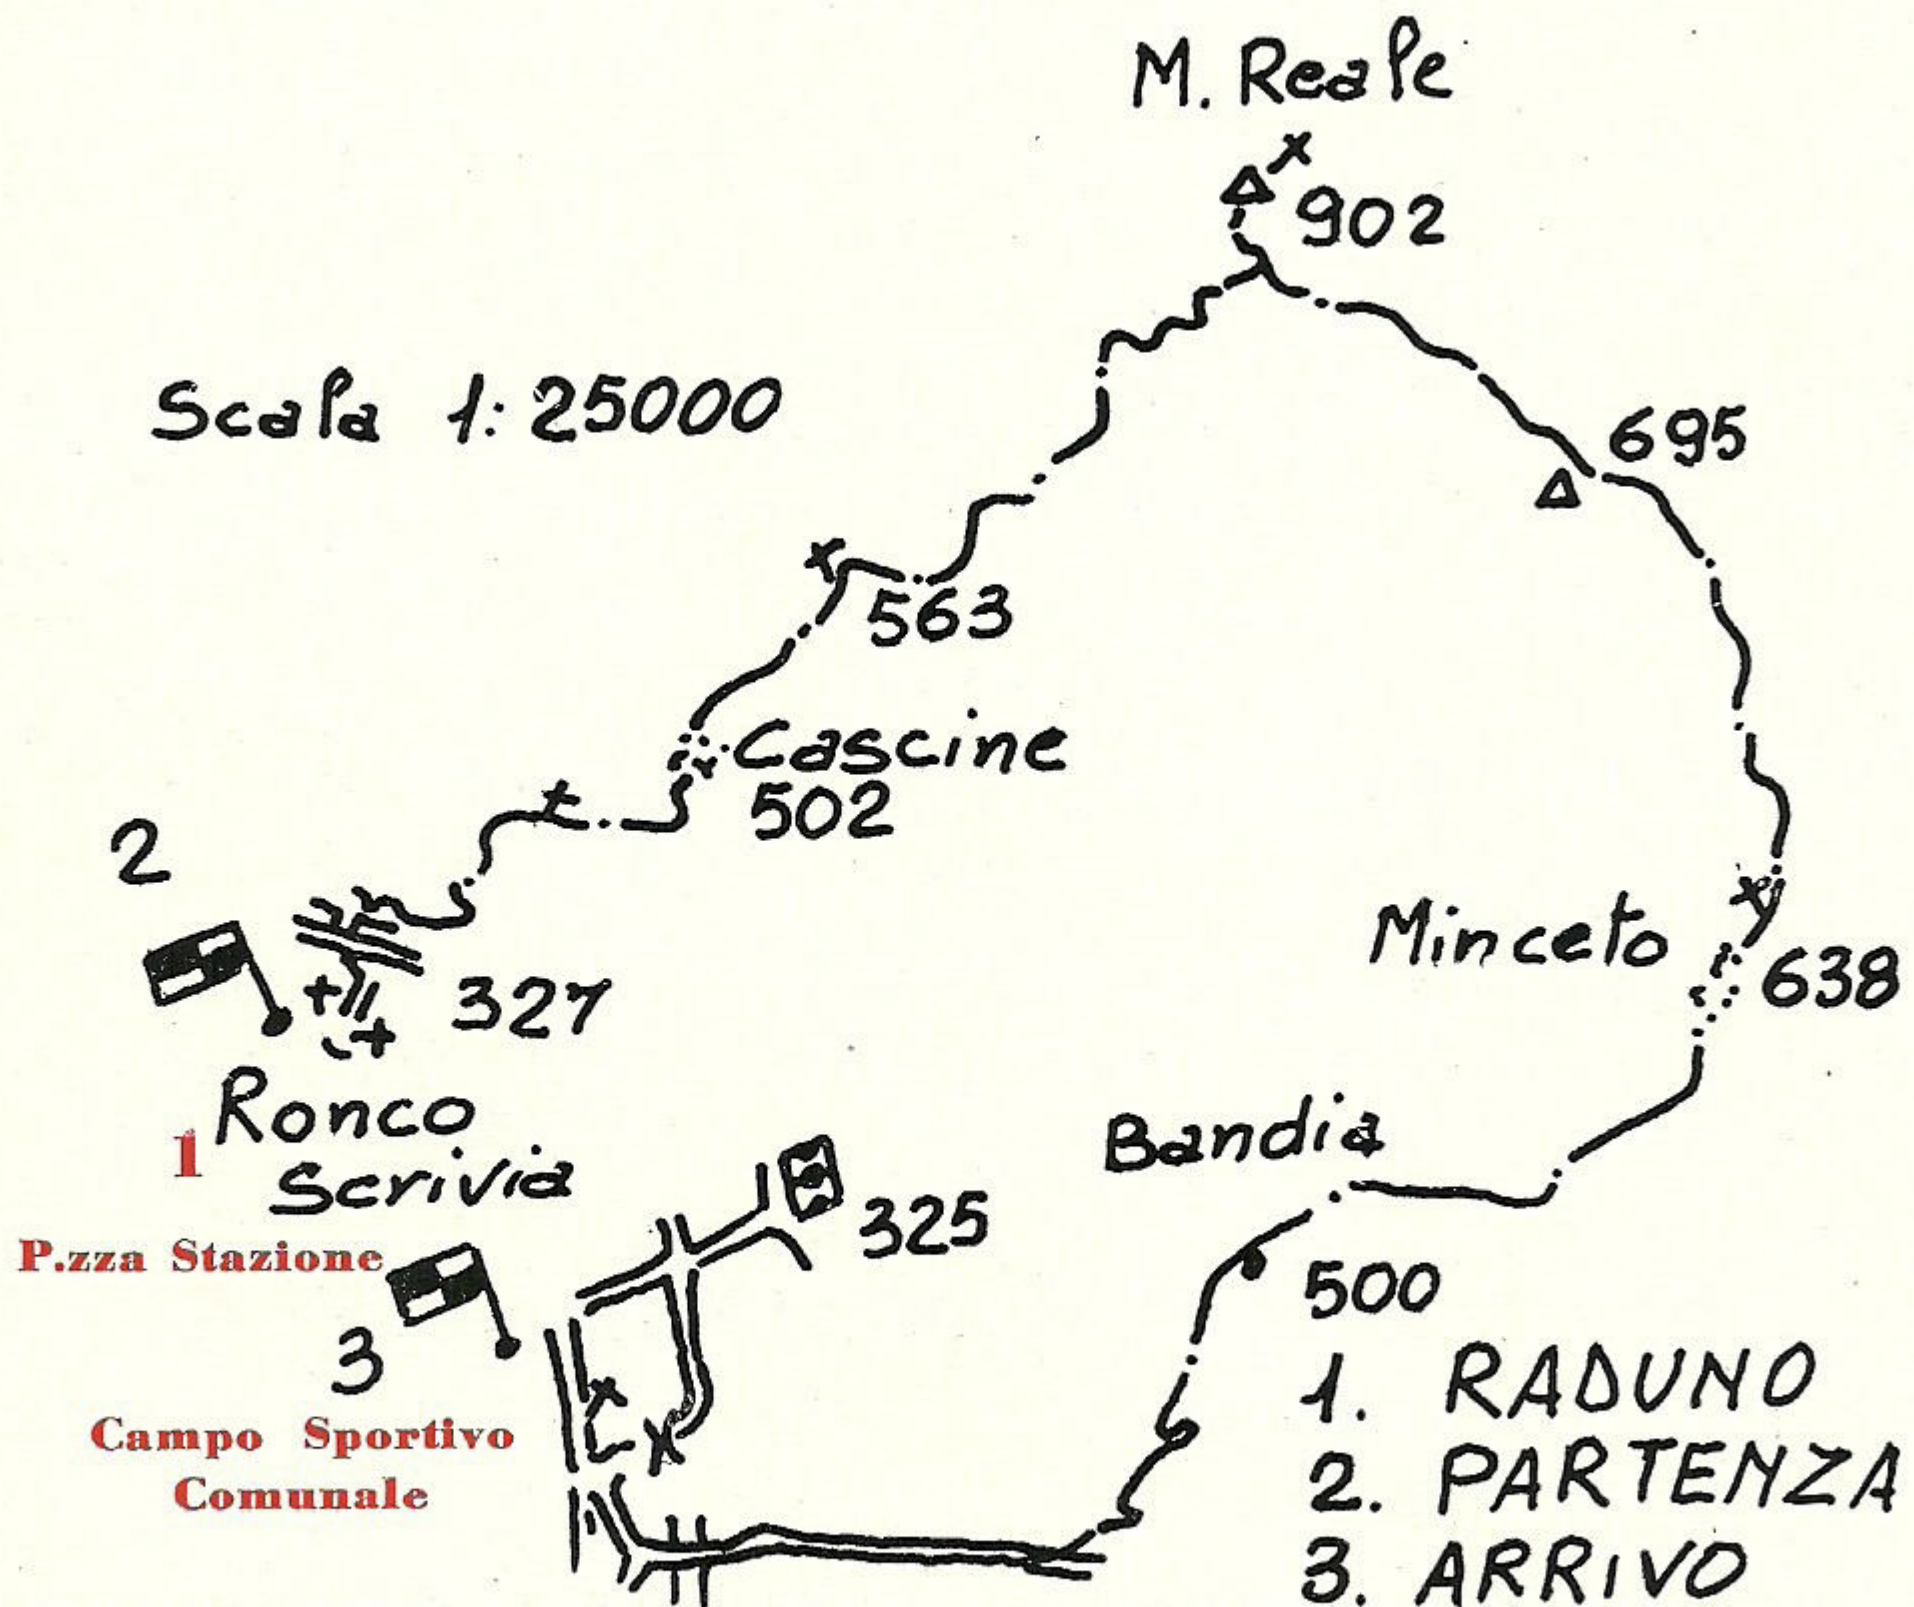 M. Reale
902
Scala 1:25000
695
563
Cascine
502
2
Minceto
638
327
Ronco
Scrivia
1
P.zza Stazione
Bandia
325
500
3
Campo Sportivo
Comunale
1. RADUNO
2. PARTENZA
3. ARRIVO